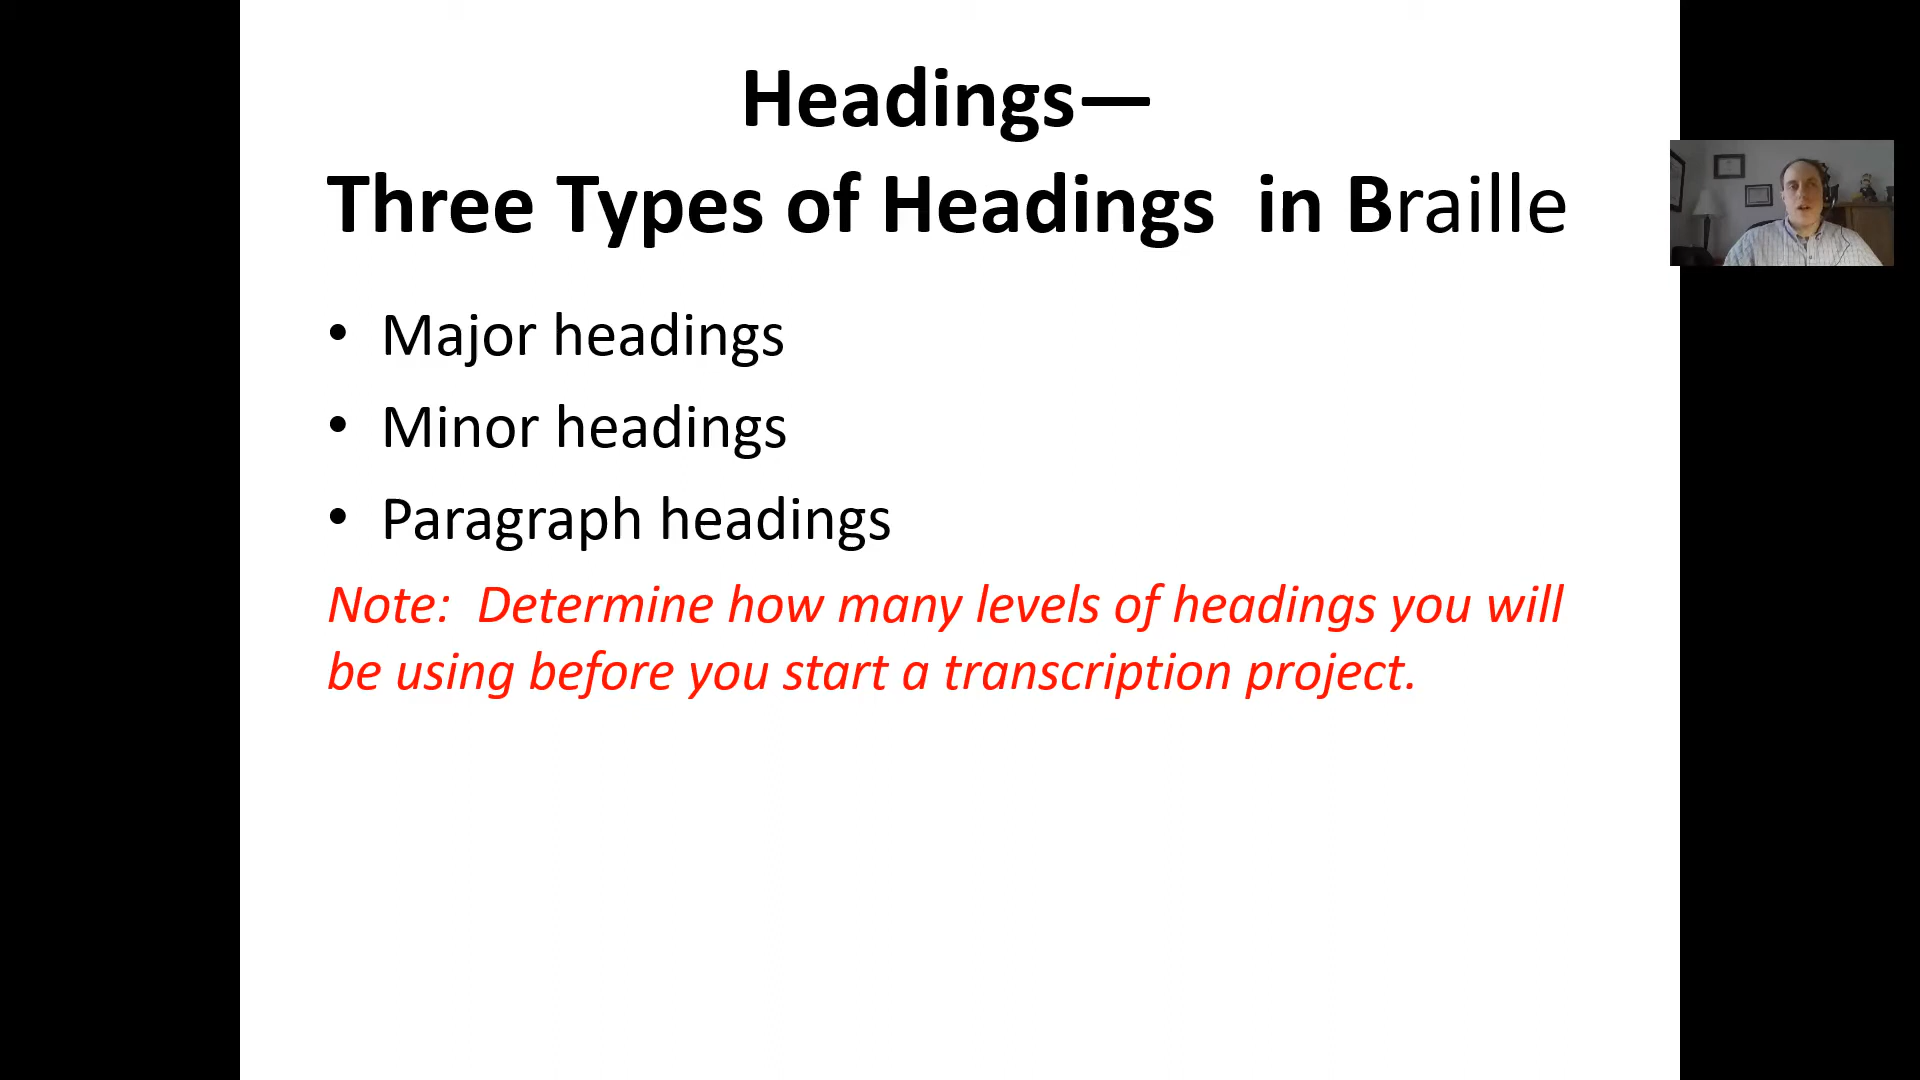 Headings—
Three Types of Headings  in Braille
• Major headings
• Minor headings
• Paragraph headings
Note:  Determine how many levels of headings you will
be using before you start a transcription project.